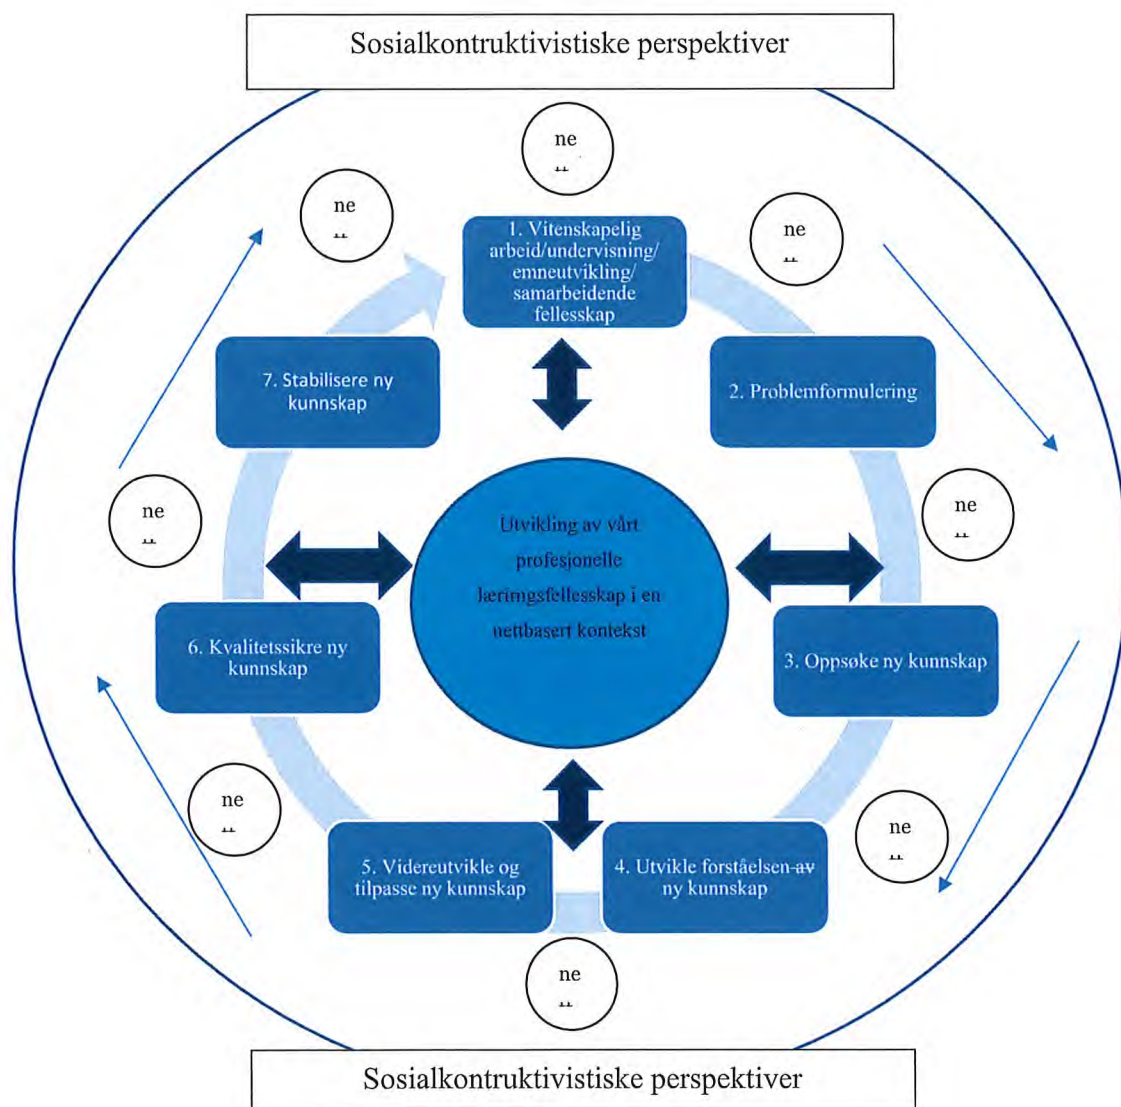 Sosialkontruktivistiske perspektiver
ne
ne
ne
1. Vitenskapelig
arbeid/undervisning/
emneutvikling/
samarbeidende
fellesskap
2. Problemformulering
ne
3. Oppsøke ny kunnskap
ne
4. Utvikle forståelsen av
ny kunnskap
ne
5. Videreutvikle og
tilpasse ny kunnskap
ne
6. Kvalitetssikre ny
kunnskap
ne
7. Stabilisere ny
kunnskap
Utvikling av vårt
profesjonelle
læringsfellesskap i en
nettbasert kontekst
Sosialkontruktivistiske perspektiver